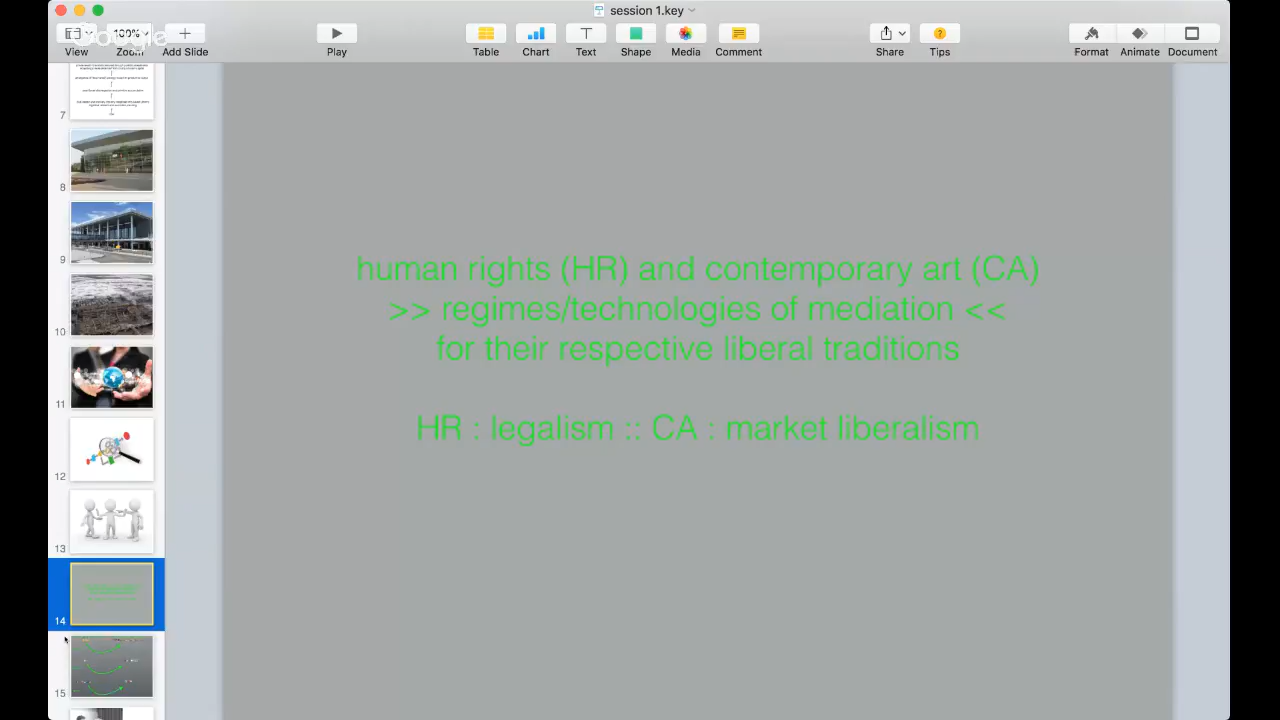 session 1.key
100%
Google
View
Zoom
Add Slide
Play
Table
Chart
Text
Shape
Media
Comment
Share
Tips
Format
Animate
Document
7
8
9
10
11
12
13
14
15
human rights (HR) and contemporary art (CA)
>> regimes/technologies of mediation <<
for their respective liberal traditions
HR : legalism :: CA : market liberalism